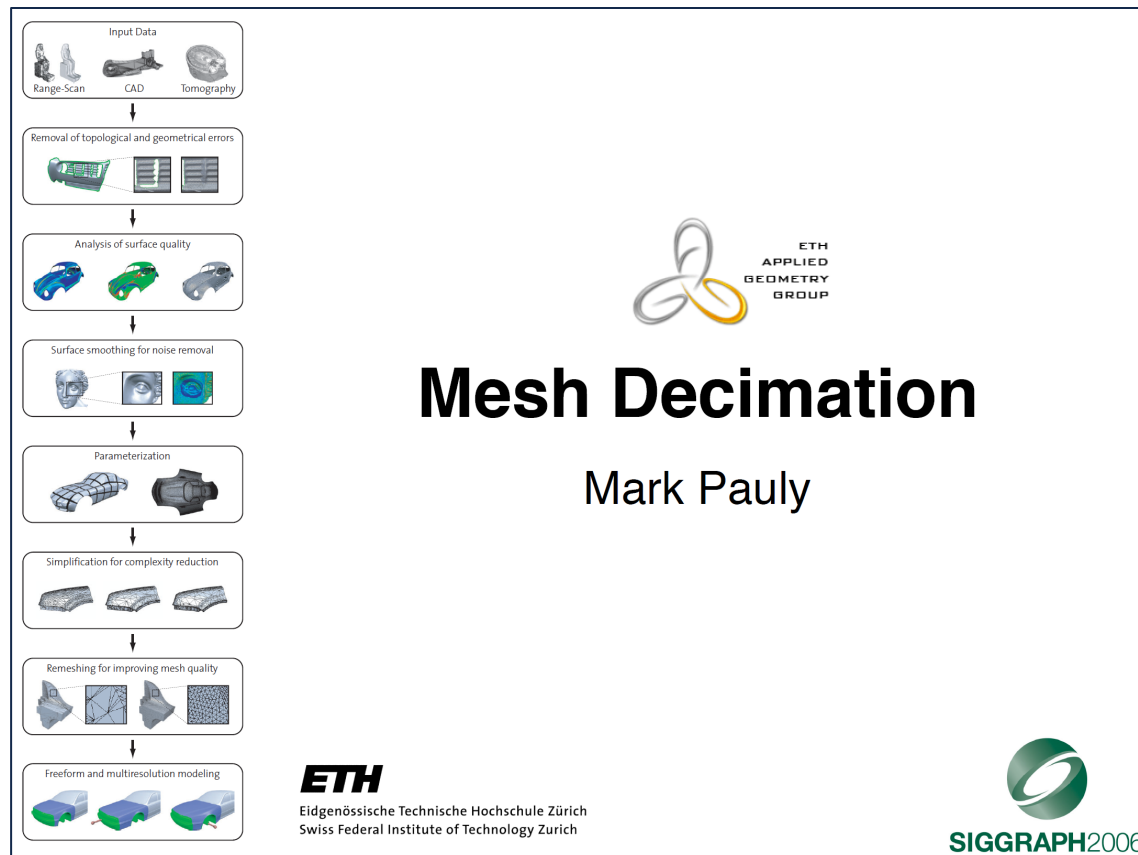 Input Data
Range-Scan CAD Tomography
Removal of topological and geometrical errors
Analysis of surface quality
Surface smoothing for noise removal
Parameterization
Simplification for complexity reduction
Remeshing for improving mesh quality
Freeform and multiresolution modeling
ETH
APPLIED
GEOMETRY
GROUP
Mesh Decimation
Mark Pauly
ETH
Eidgenössische Technische Hochschule Zürich
Swiss Federal Institute of Technology Zurich
SIGGRAPH2006